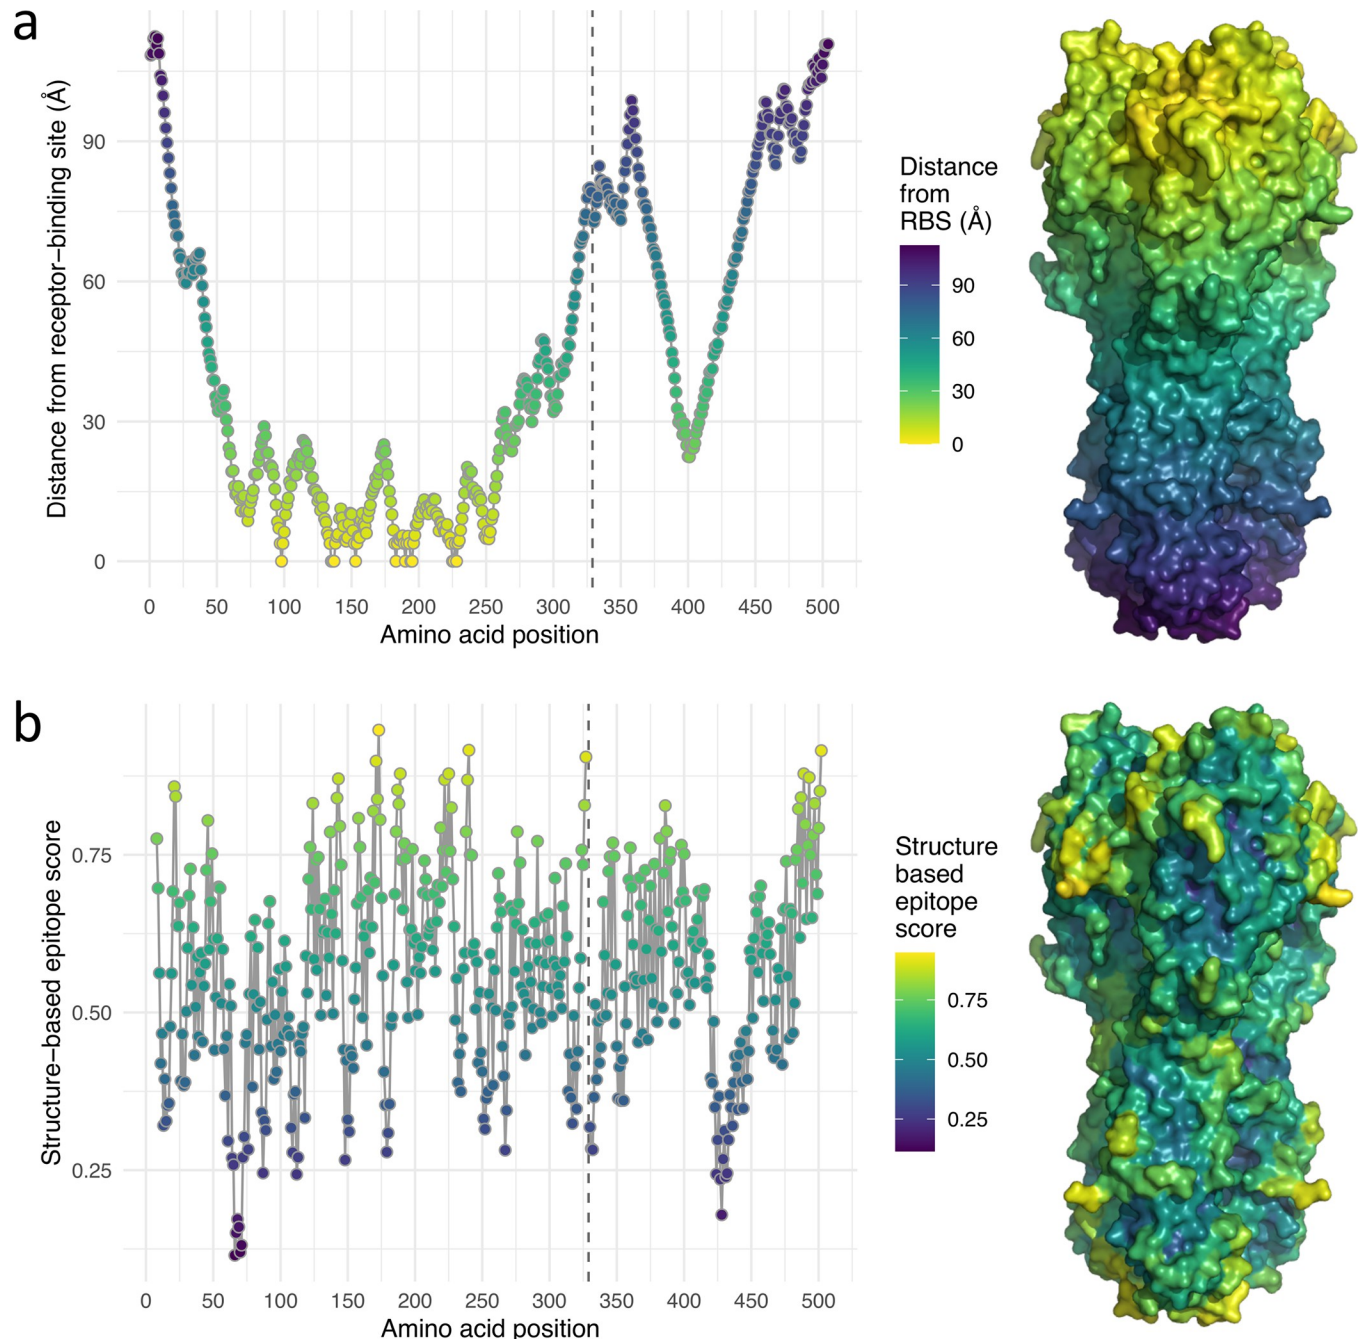 a
Distance from receptor–binding site (Å)
90
60
30
0
0 50 100 150 200 250 300 350 400 450 500
Amino acid position
Distance
from
RBS (Å)
90
60
30
0
b
Structure–based epitope score
0.75
0.50
0.25
0 50 100 150 200 250 300 350 400 450 500
Amino acid position
Structure
based
epitope
score
0.75
0.50
0.25